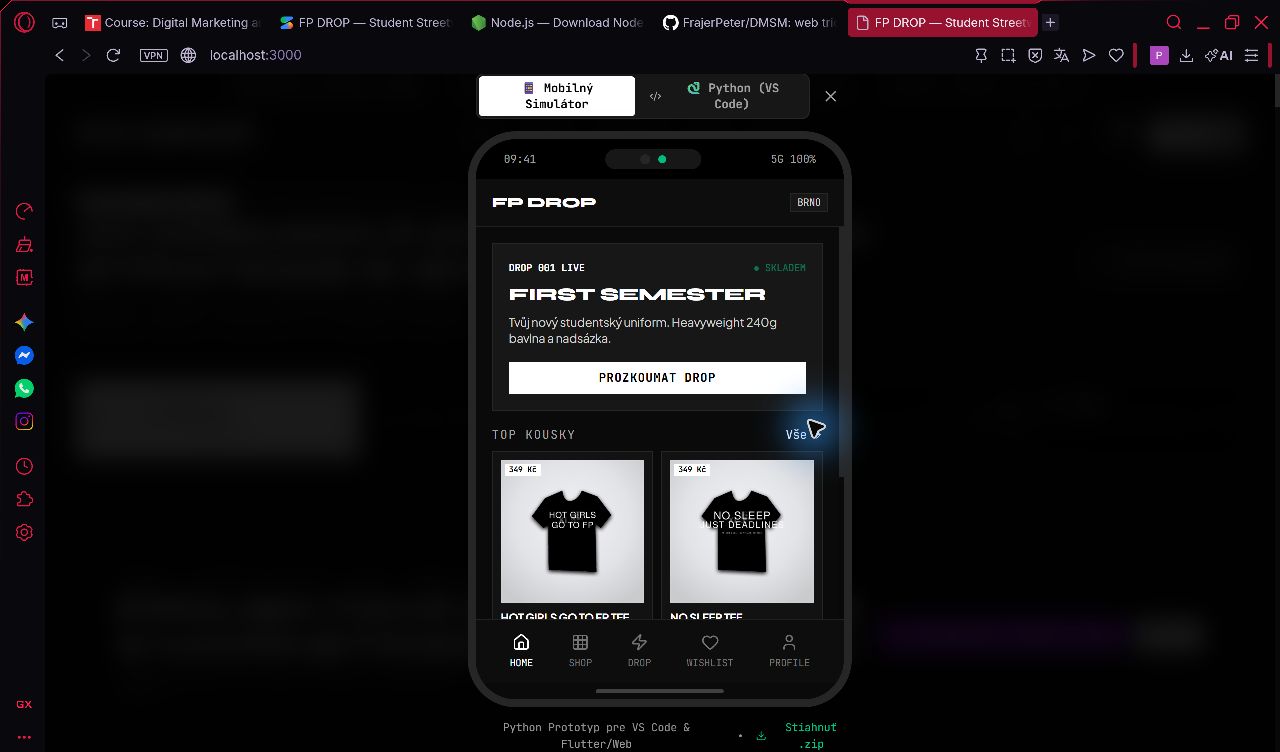 Course: Digital Marketing a
FP DROP — Student Streetw
Node.js — Download Node
FrajerPeter/DMSM: web tri
FP DROP — Student Streetw
VPN
localhost:3000
P
AI
Mobilný
Simulátor
</>
Python (VS
Code)
09:41
5G 100%
FP DROP
BRNO
DROP 001 LIVE
SKLADEM
FIRST SEMESTER
Tvůj nový studentský uniform. Heavyweight 240g
bavlna a nadsázka.
PROZKOUMAT DROP
TOP KOUSKY
Vše
349 Kč
HOT GIRLS
GO TO FP
349 Kč
NO SLEEP
JUST DEADLINES
HOT GIRLS GO TO FP TEE
NO SLEEP TEE
HOME
SHOP
DROP
WISHLIST
PROFILE
M
GX
Python Prototyp pre VS Code &
Flutter/Web
•
Stiahnuť
.zip